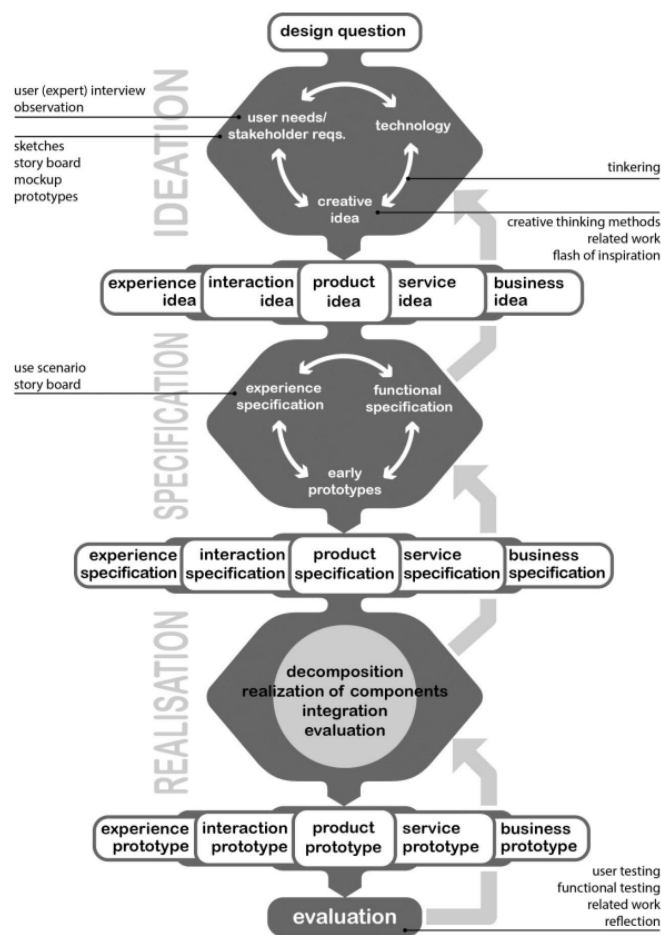 design question
IDEATION
user (expert) interview
observation
sketches
story board
mockup
prototypes
user needs/
stakeholder reqs.
technology
creative
idea
tinkering
creative thinking methods
related work
flash of inspiration
experience
idea
interaction
idea
product
idea
service
idea
business
idea
SPECIFICATION
use scenario
story board
experience
specification
functional
specification
early
prototypes
experience
specification
interaction
specification
product
specification
service
specification
business
specification
REALISATION
decomposition
realization of components
integration
evaluation
experience
prototype
interaction
prototype
product
prototype
service
prototype
business
prototype
evaluation
user testing
functional testing
related work
reflection